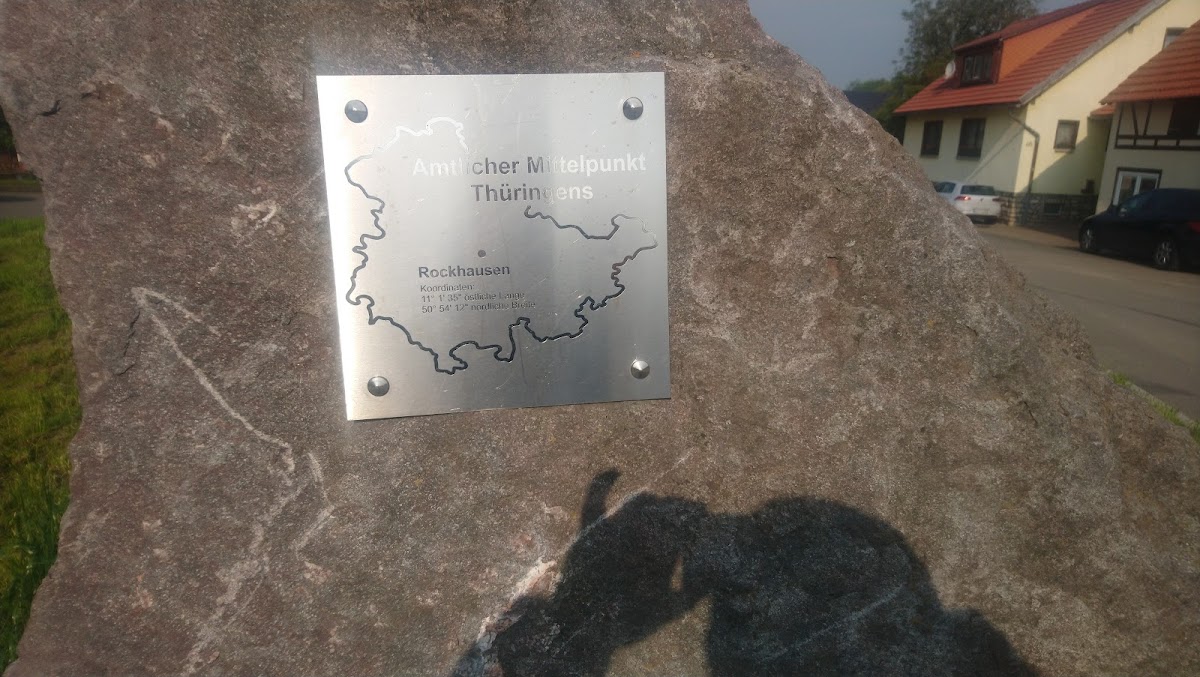 Amtlicher Mittelpunkt
Thüringens
Rockhausen
Koordinaten:
11° 1' 35" östliche Länge
50° 54' 12" nördliche Breite